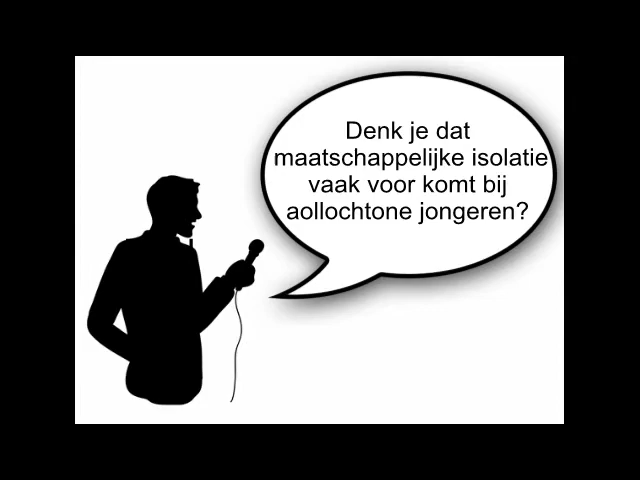 Denk je dat
maatschappelijke isolatie
vaak voor komt bij
aollochtone jongeren?